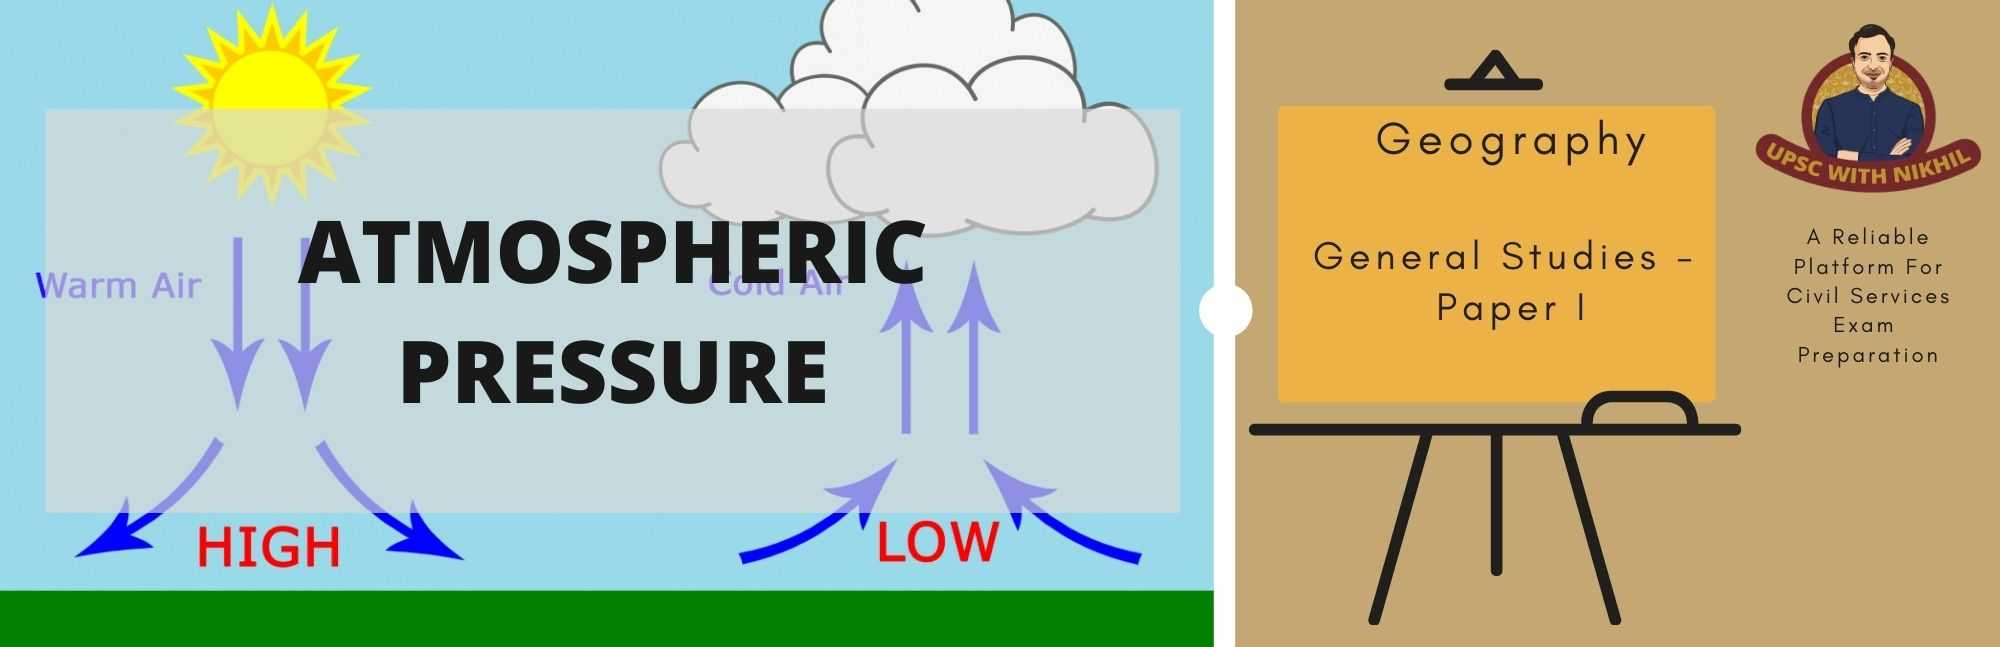 Warm Air
Cold Air
ATMOSPHERIC
PRESSURE
HIGH
LOW
Geography
General Studies -
Paper I
UPSC WITH NIKHIL
A Reliable
Platform For
Civil Services
Exam
Preparation